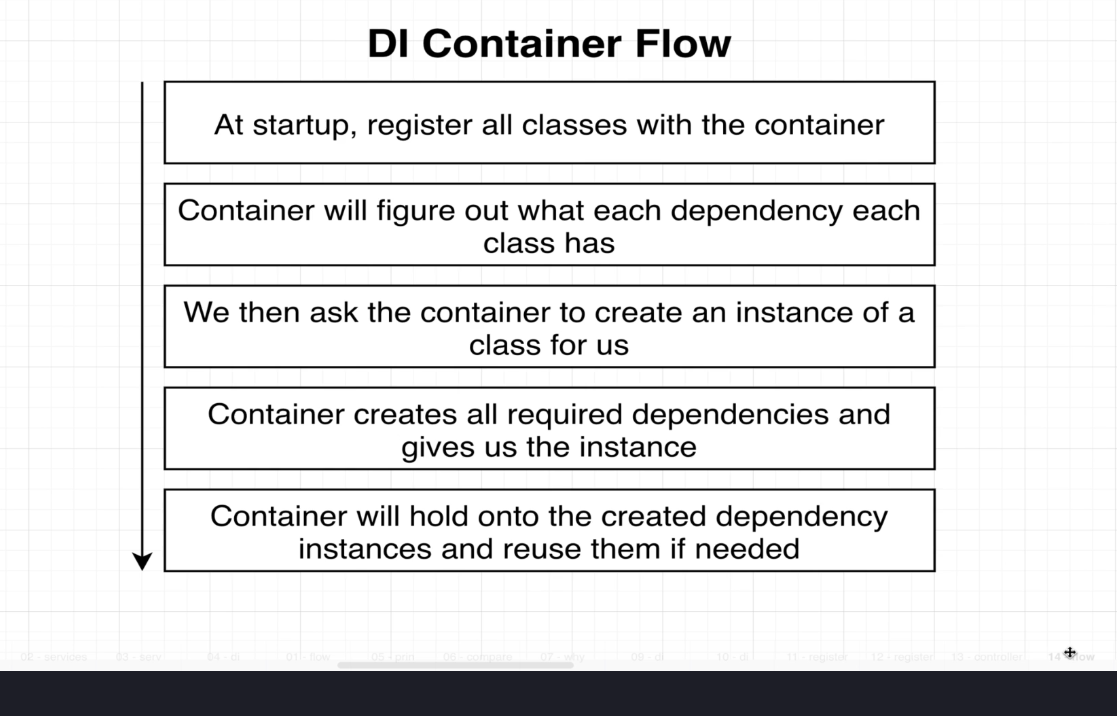 DI Container Flow
At startup, register all classes with the container
Container will figure out what each dependency each
class has
We then ask the container to create an instance of a
class for us
Container creates all required dependencies and
gives us the instance
Container will hold onto the created dependency
instances and reuse them if needed
02 - services 03 - serv 04 - di 01 - flow 05 - prin 06 - compare 07 - why 09 - di 10 - di 11 - register 12 - register 13 - controller 14